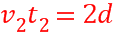 v₂t₂ = 2d